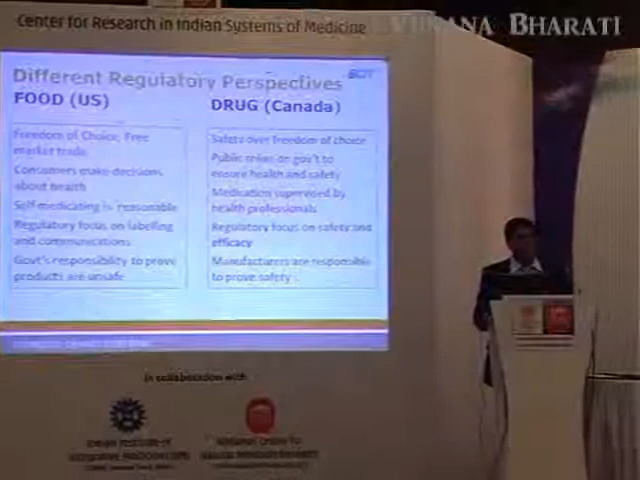 Center for Research in Indian Systems of Medicine
BHARATI
Different Regulatory Perspectives
FOOD (US)
Freedom of Choice, Free
market trade
Consumers make decisions
about health
Self medicating is reasonable
Regulatory focus on labelling
and communications
Govt's responsibility to prove
products are unsafe
DRUG (Canada)
Safety over freedom of choice
Public relies on gov't to
ensure health and safety
Medication supervised by
health professionals
Regulatory focus on safety and
efficacy
Manufacturers are responsible
to prove safety
In collaboration with